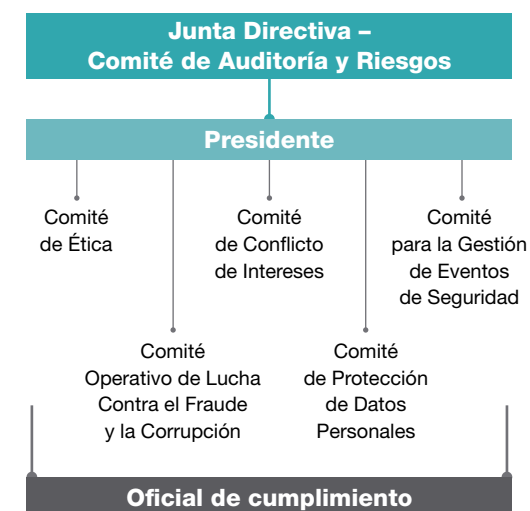 Junta Directiva –
Comité de Auditoría y Riesgos
Presidente
Comité
de Ética
Comité
de Conflicto
de Intereses
Comité
para la Gestión
de Eventos
de Seguridad
Comité
Operativo de Lucha
Contra el Fraude
y la Corrupción
Comité
de Protección
de Datos
Personales
Oficial de cumplimiento